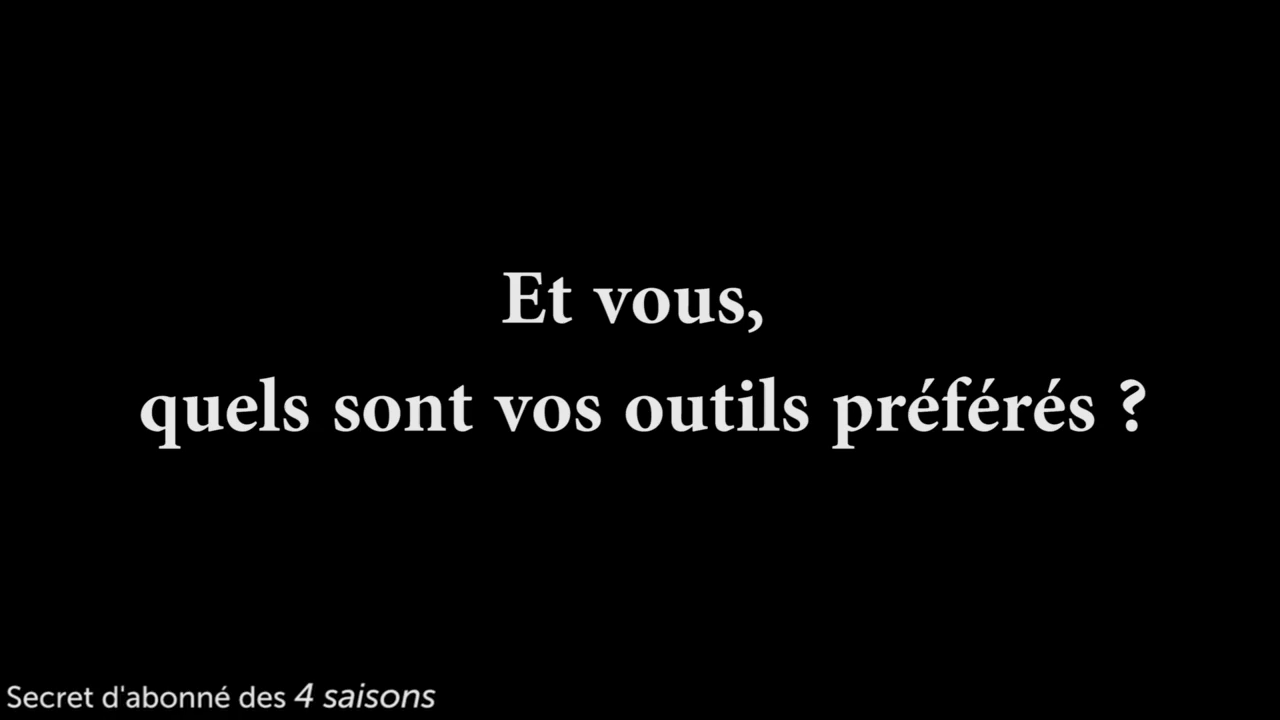 Et vous,
quels sont vos outils préférés ?
Secret d'abonné des 4 saisons